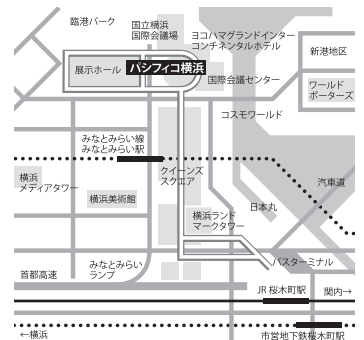 臨港パーク
国立横浜
国際会議場
ヨコハマグランドインター
コンチネンタルホテル
新港地区
展示ホール
パシフィコ横浜
国際会議センター
ワールド
ポーターズ
コスモワールド
みなとみらい線
みなとみらい駅
クイーンズ
スクエア
横浜
メディアタワー
横浜美術館
汽車道
日本丸
横浜ランド
マークタワー
みなとみらい
ランプ
バスターミナル
首都高速
JR 桜木町駅
関内→
←横浜
市営地下鉄桜木町駅